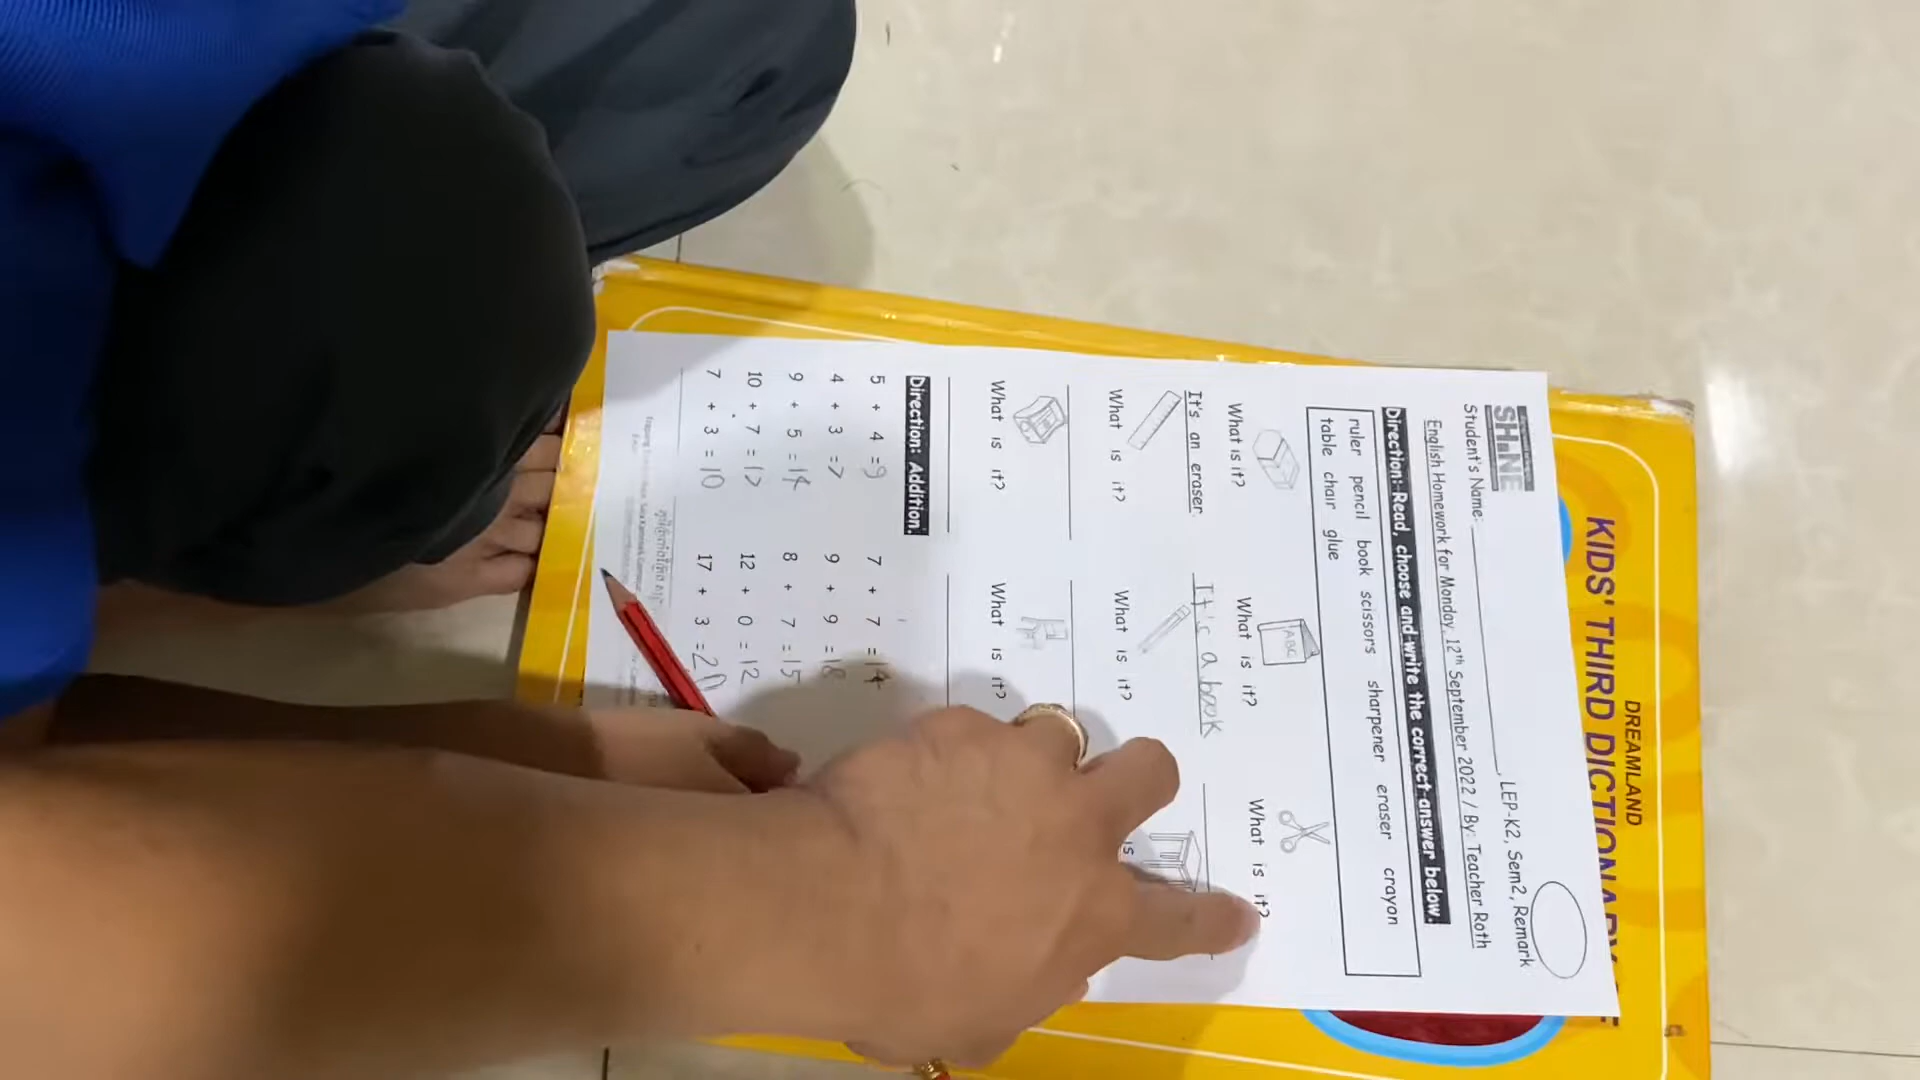 DREAMLAND
KIDS' THIRD DICTIONARY
SHINE
Student's Name: , LEP-K2, Sem2, Remark
English Homework for Monday, 12th September 2022 / By: Teacher Roth
Direction: Read, choose and write the correct answer below.
ruler pencil book scissors sharpener eraser crayon
table chair glue
ABC
What is it? What is it? What is it?
It's an eraser. It's a book
What is it? What is it? is
What is it? What is it?
Direction: Addition.
5 + 4 = 9 7 + 7 = 14
4 + 3 = 7 9 + 9 = 18
9 + 5 = 14 8 + 7 = 15
10 + 7 = 17 12 + 0 = 12
7 + 3 = 10 17 + 3 = 20